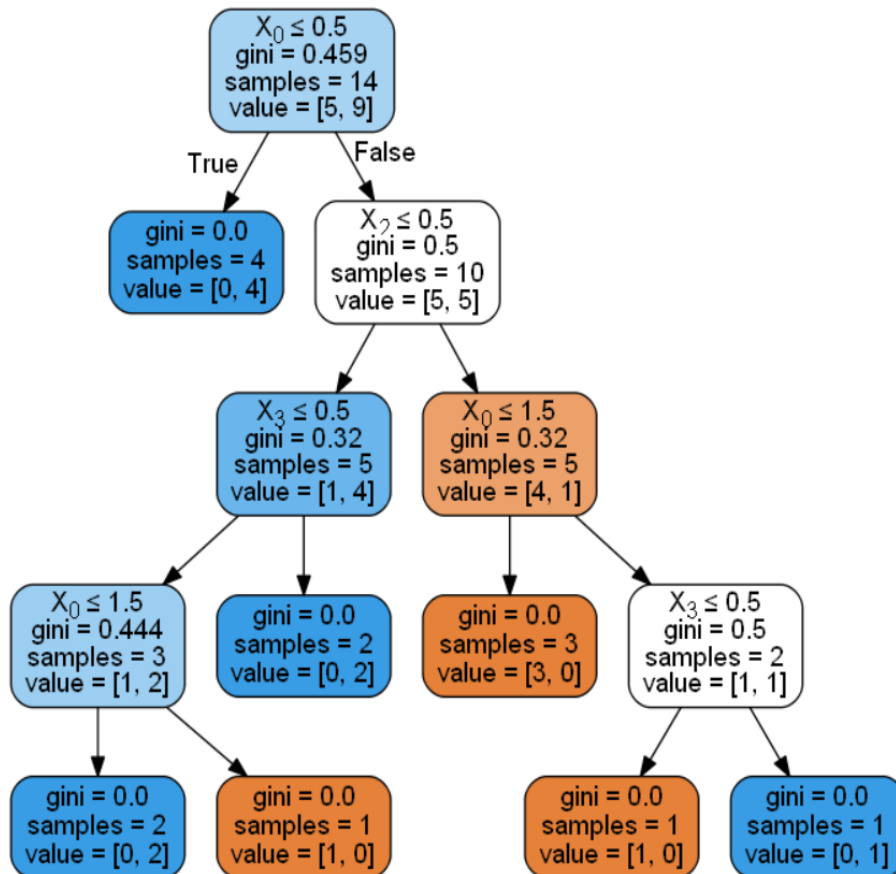 X₀ ≤ 0.5
gini = 0.459
samples = 14
value = [5, 9]
True
False
gini = 0.0
samples = 4
value = [0, 4]
X₂ ≤ 0.5
gini = 0.5
samples = 10
value = [5, 5]
X₃ ≤ 0.5
gini = 0.32
samples = 5
value = [1, 4]
X₀ ≤ 1.5
gini = 0.32
samples = 5
value = [4, 1]
X₀ ≤ 1.5
gini = 0.444
samples = 3
value = [1, 2]
gini = 0.0
samples = 2
value = [0, 2]
gini = 0.0
samples = 3
value = [3, 0]
X₃ ≤ 0.5
gini = 0.5
samples = 2
value = [1, 1]
gini = 0.0
samples = 2
value = [0, 2]
gini = 0.0
samples = 1
value = [1, 0]
gini = 0.0
samples = 1
value = [1, 0]
gini = 0.0
samples = 1
value = [0, 1]